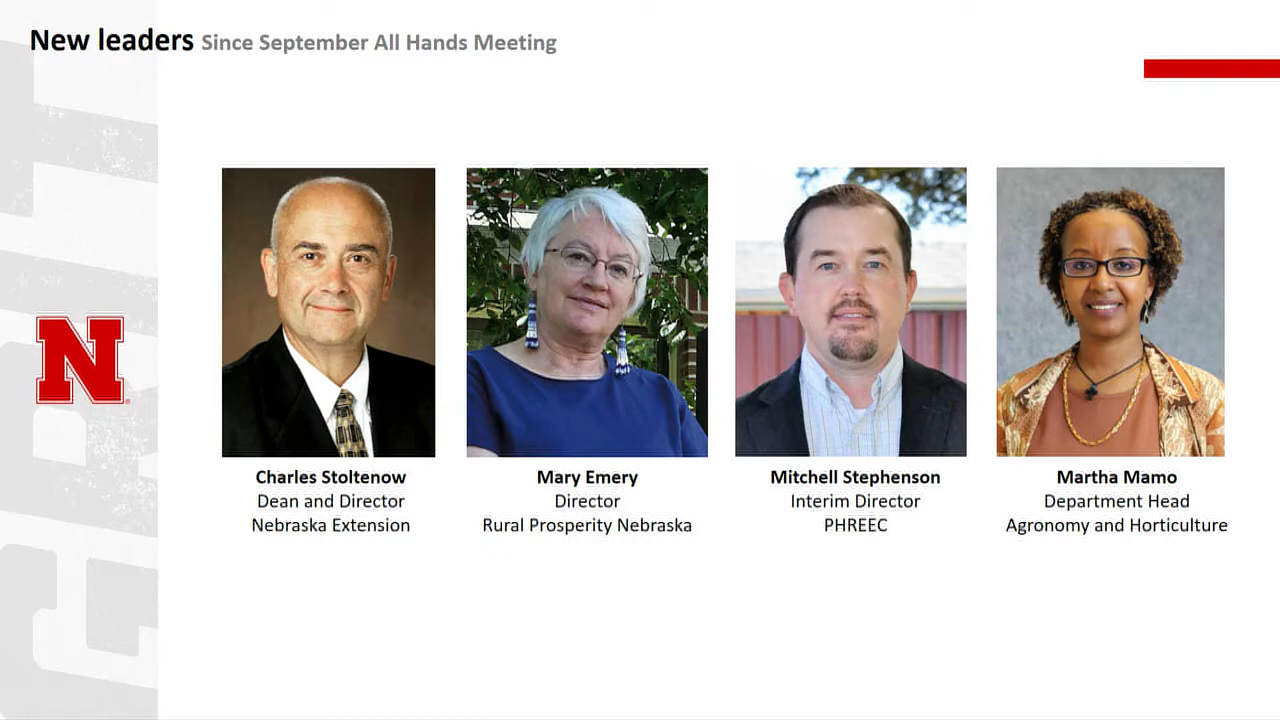 New leaders Since September All Hands Meeting
N
Charles Stoltenow
Dean and Director
Nebraska Extension
Mary Emery
Director
Rural Prosperity Nebraska
Mitchell Stephenson
Interim Director
PHREEC
Martha Mamo
Department Head
Agronomy and Horticulture